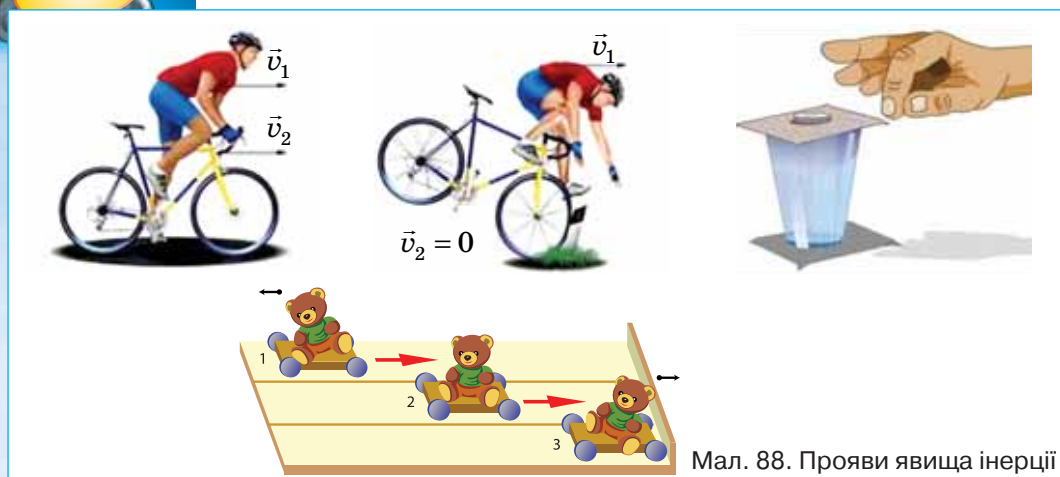 v⃗₁
v⃗₂
v⃗₁
v⃗₂ = 0
1
2
3
Мал. 88. Прояви явища інерції